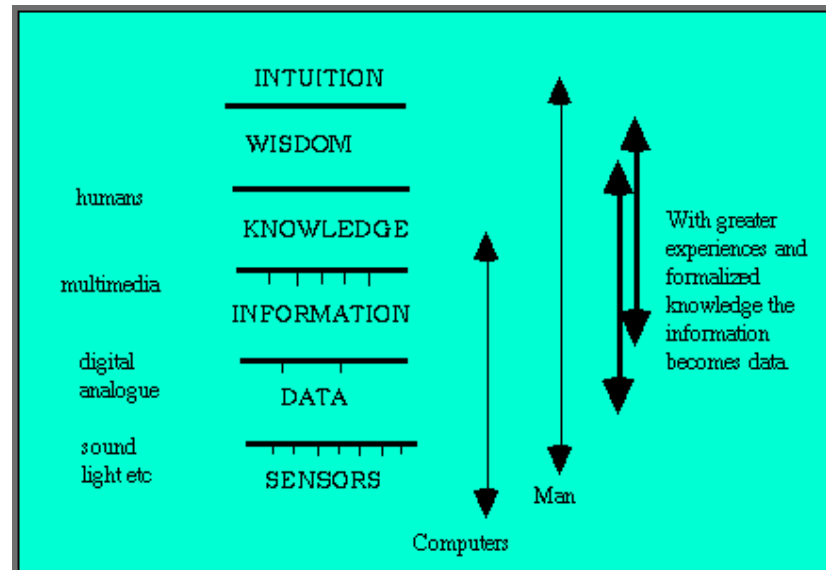 INTUITION
WISDOM
humans
KNOWLEDGE
multimedia
INFORMATION
digital
analogue
DATA
sound
light etc
SENSORS
Computers
Man
With greater
experiences and
formalized
knowledge the
information
becomes data.